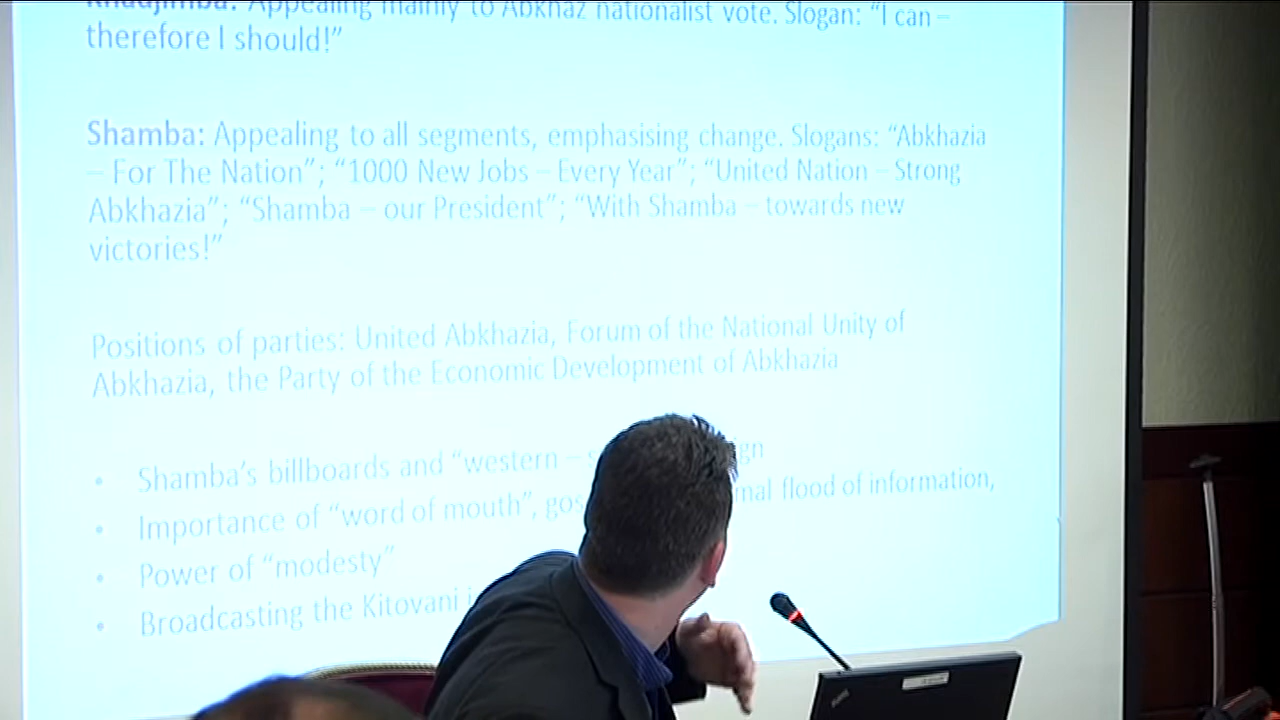 Khadjimba: Appealing mainly to Abkhaz nationalist vote. Slogan: “I can –
therefore I should!”
Shamba: Appealing to all segments, emphasising change. Slogans: “Abkhazia
– For The Nation”; “1000 New Jobs – Every Year”; “United Nation – Strong
Abkhazia”; “Shamba – our President”; “With Shamba – towards new
victories!”
Positions of parties: United Abkhazia, Forum of the National Unity of
Abkhazia, the Party of the Economic Development of Abkhazia
• Shamba’s billboards and “western –
• Importance of “word of mouth”, flood of information,
• Power of “modesty”
• Broadcasting the Kitovani